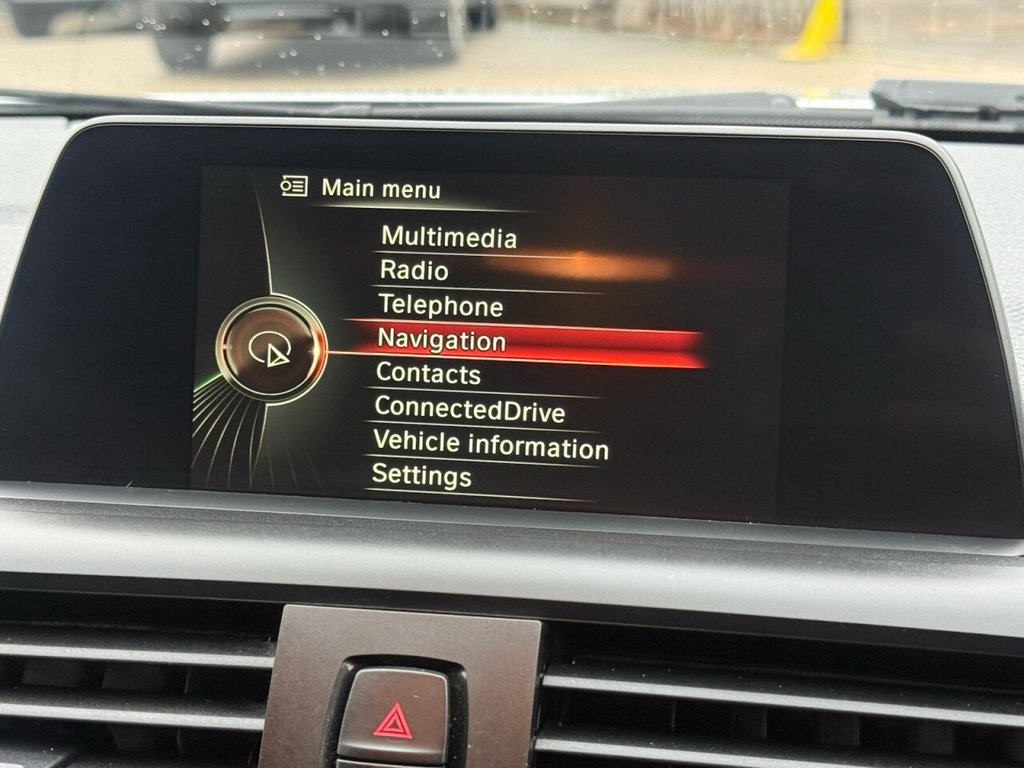 Main menu
Multimedia
Radio
Telephone
Navigation
Contacts
ConnectedDrive
Vehicle information
Settings